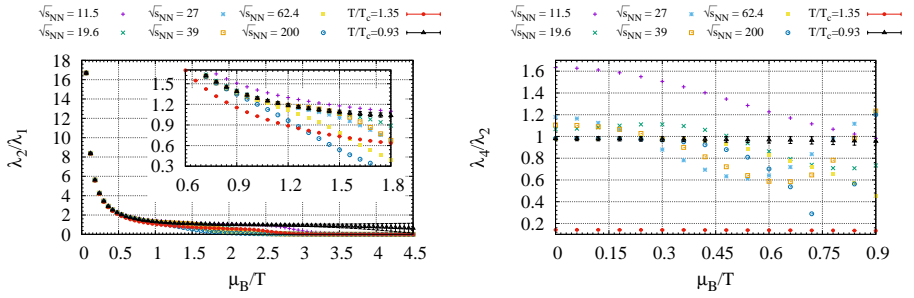 √sNN = 11.5 √sNN = 27 √sNN = 62.4 T/Tc=1.35
√sNN = 19.6 √sNN = 39 √sNN = 200 T/Tc=0.93
18
16
14
12
10
8
6
4
2
0
λ2/λ1
1.5
1.2
0.9
0.6
0.3
0.6 0.9 1.2 1.5 1.8
0 0.5 1 1.5 2 2.5 3 3.5 4 4.5
μB/T
√sNN = 11.5 √sNN = 27 √sNN = 62.4 T/Tc=1.35
√sNN = 19.6 √sNN = 39 √sNN = 200 T/Tc=0.93
1.6
1.4
1.2
1
0.8
0.6
0.4
0.2
λ4/λ2
0 0.15 0.3 0.45 0.6 0.75 0.9
μB/T